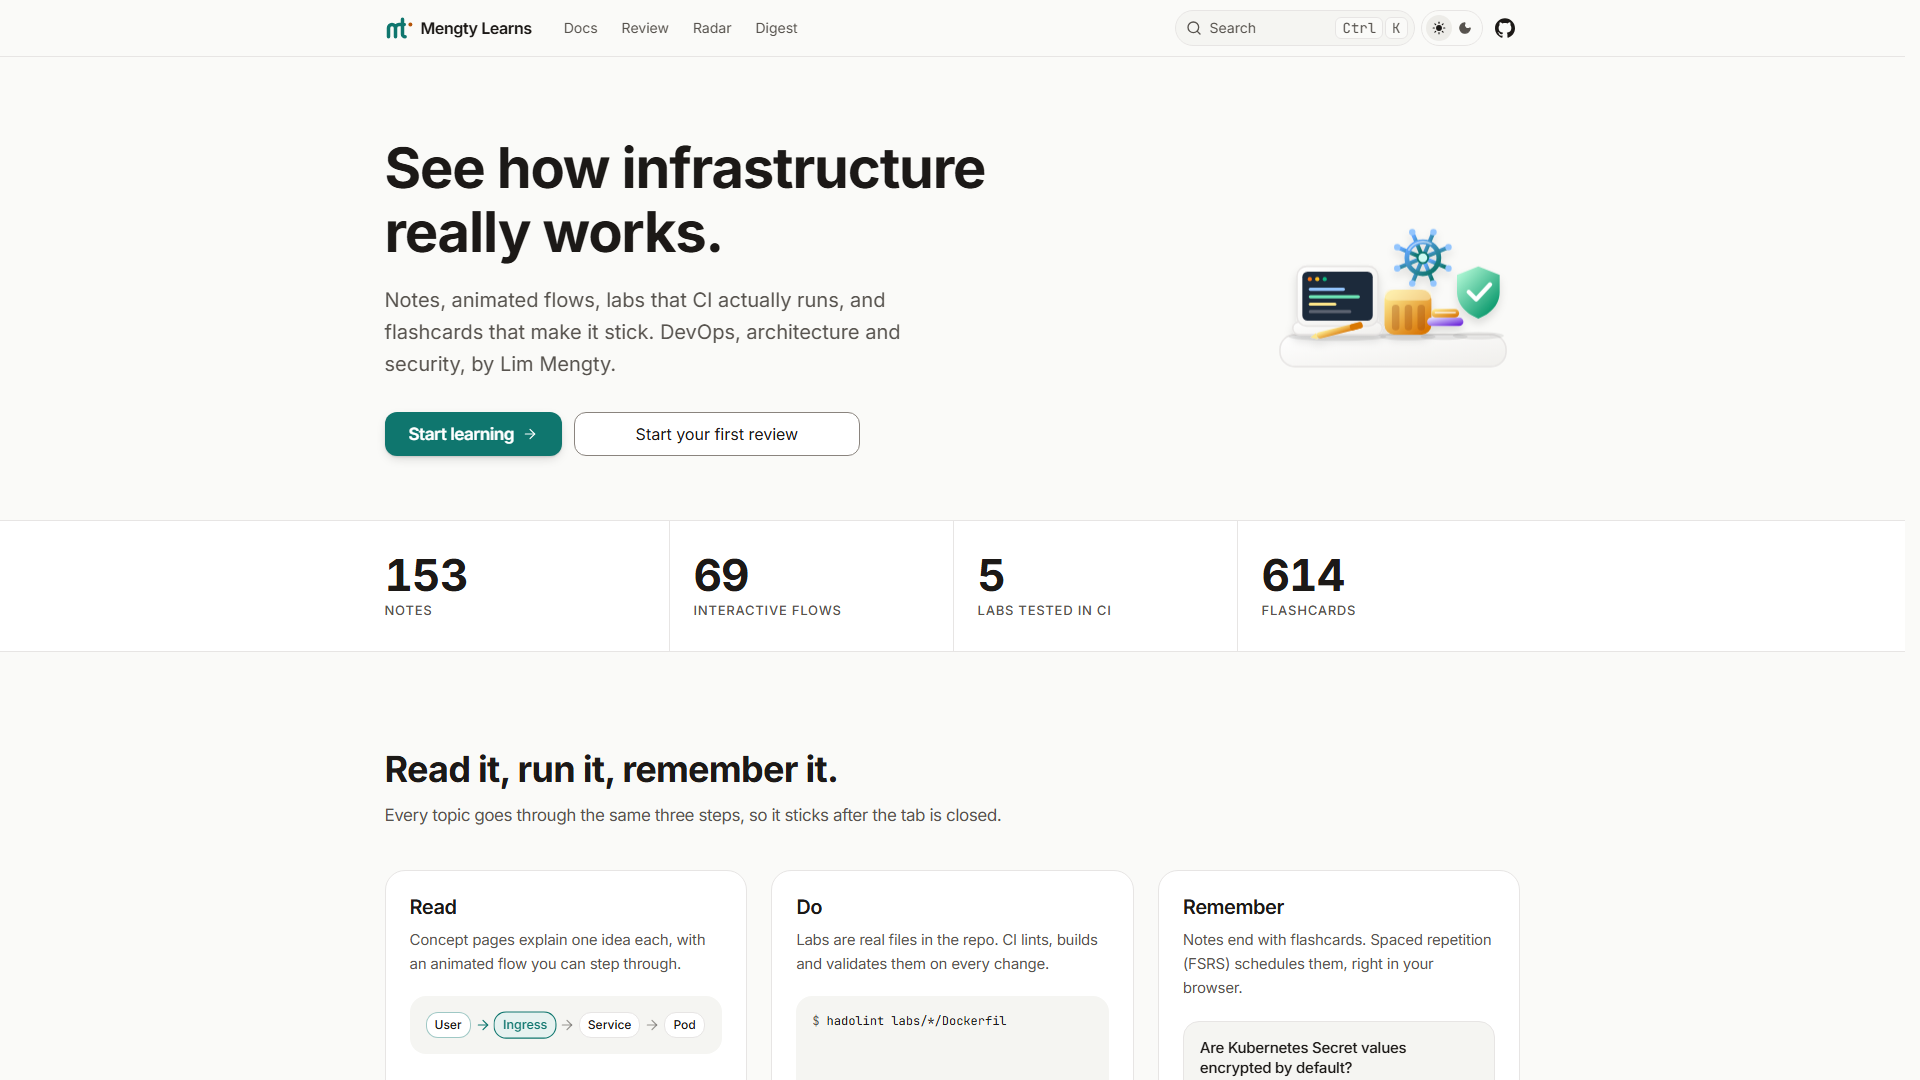 mt Mengty Learns
Docs
Review
Radar
Digest
Search
Ctrl K
See how infrastructure
really works.
Notes, animated flows, labs that CI actually runs, and
flashcards that make it stick. DevOps, architecture and
security, by Lim Mengty.
Start learning →
Start your first review
153
NOTES
69
INTERACTIVE FLOWS
5
LABS TESTED IN CI
614
FLASHCARDS
Read it, run it, remember it.
Every topic goes through the same three steps, so it sticks after the tab is closed.
Read
Concept pages explain one idea each, with
an animated flow you can step through.
User → Ingress → Service → Pod
Do
Labs are real files in the repo. CI lints, builds
and validates them on every change.
$ hadolint labs/*/Dockerfil
Remember
Notes end with flashcards. Spaced repetition
(FSRS) schedules them, right in your
browser.
Are Kubernetes Secret values
encrypted by default?